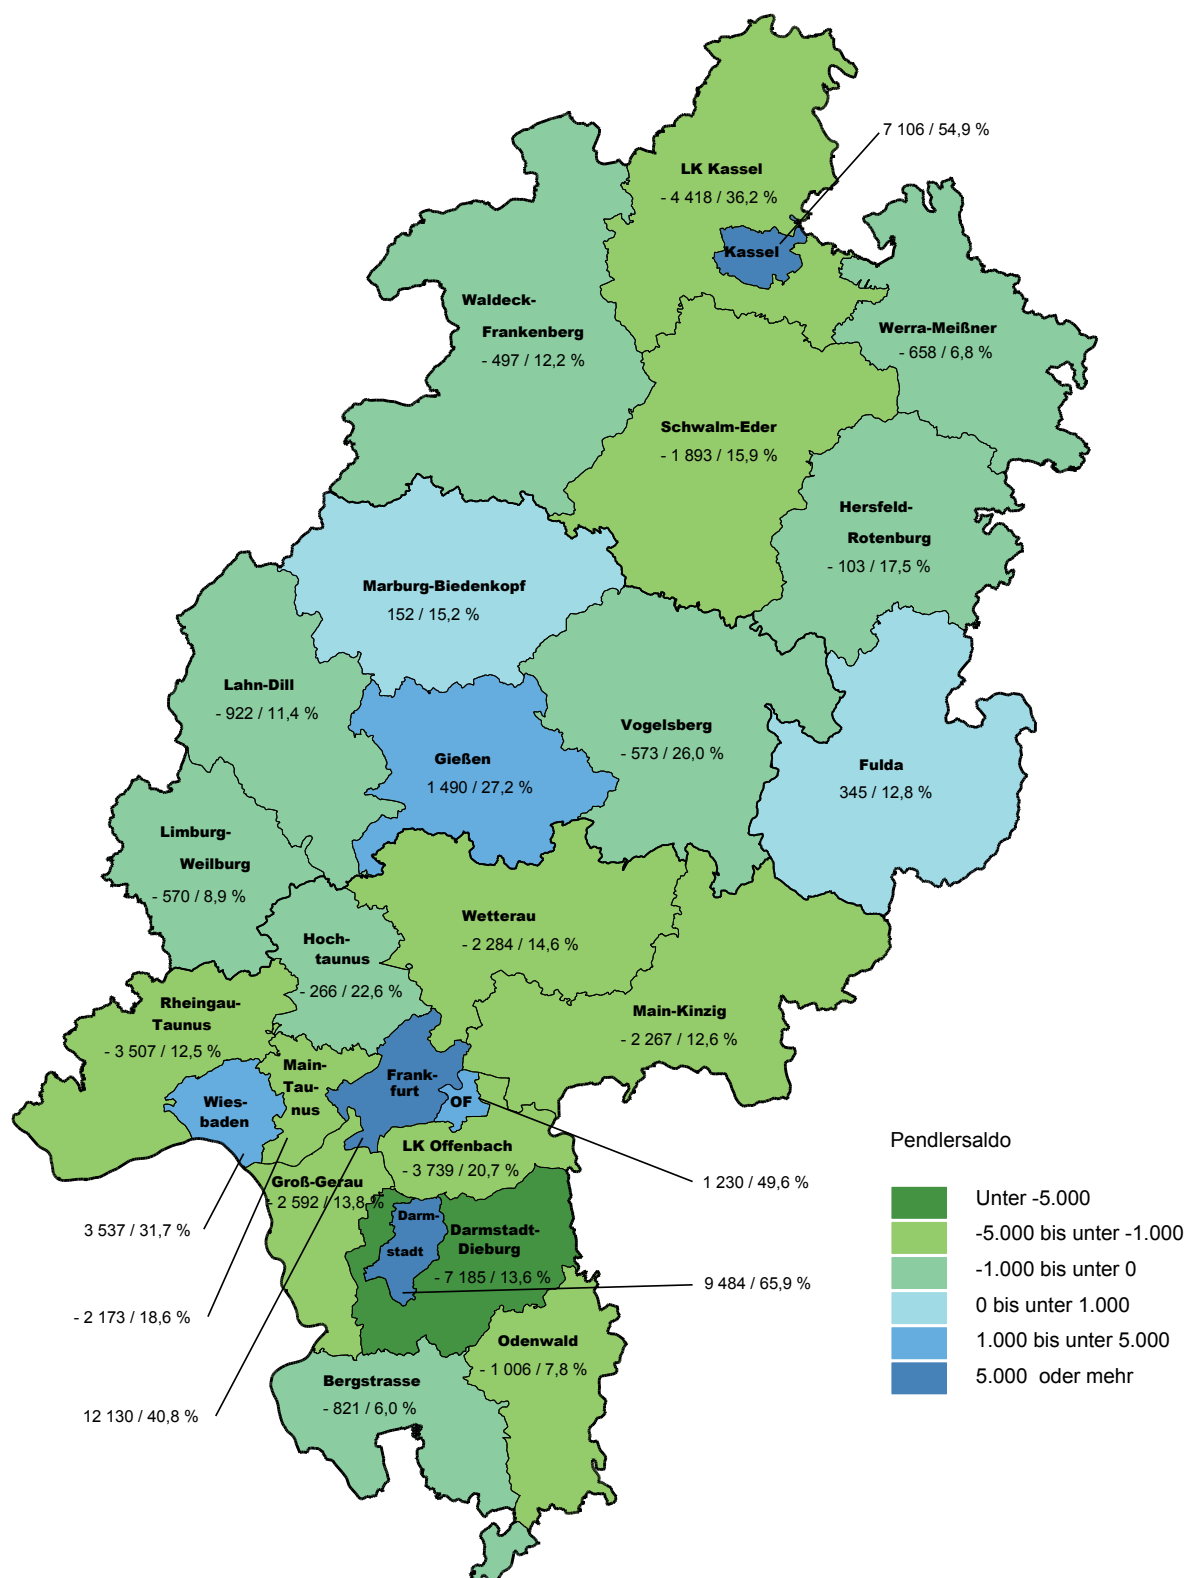 7 106 / 54,9 %
LK Kassel
- 4 418 / 36,2 %
Kassel
Waldeck-
Frankenberg
- 497 / 12,2 %
Werra-Meißner
- 658 / 6,8 %
Schwalm-Eder
- 1 893 / 15,9 %
Hersfeld-
Rotenburg
- 103 / 17,5 %
Marburg-Biedenkopf
152 / 15,2 %
Lahn-Dill
- 922 / 11,4 %
Vogelsberg
- 573 / 26,0 %
Gießen
1 490 / 27,2 %
Fulda
345 / 12,8 %
Limburg-
Weilburg
- 570 / 8,9 %
Wetterau
- 2 284 / 14,6 %
Hoch-
taunus
- 266 / 22,6 %
Rheingau-
Taunus
- 3 507 / 12,5 %
Main-Kinzig
- 2 267 / 12,6 %
Main-
Tau-
nus
Frank-
furt
Wies-
baden
OF
LK Offenbach
- 3 739 / 20,7 %
1 230 / 49,6 %
Groß-Gerau
- 2 592 / 13,8 %
3 537 / 31,7 %
Darm-
stadt
Darmstadt-
Dieburg
- 7 185 / 13,6 %
9 484 / 65,9 %
- 2 173 / 18,6 %
Odenwald
- 1 006 / 7,8 %
Bergstrasse
- 821 / 6,0 %
12 130 / 40,8 %
Pendlersaldo
Unter -5.000
-5.000 bis unter -1.000
-1.000 bis unter 0
0 bis unter 1.000
1.000 bis unter 5.000
5.000 oder mehr